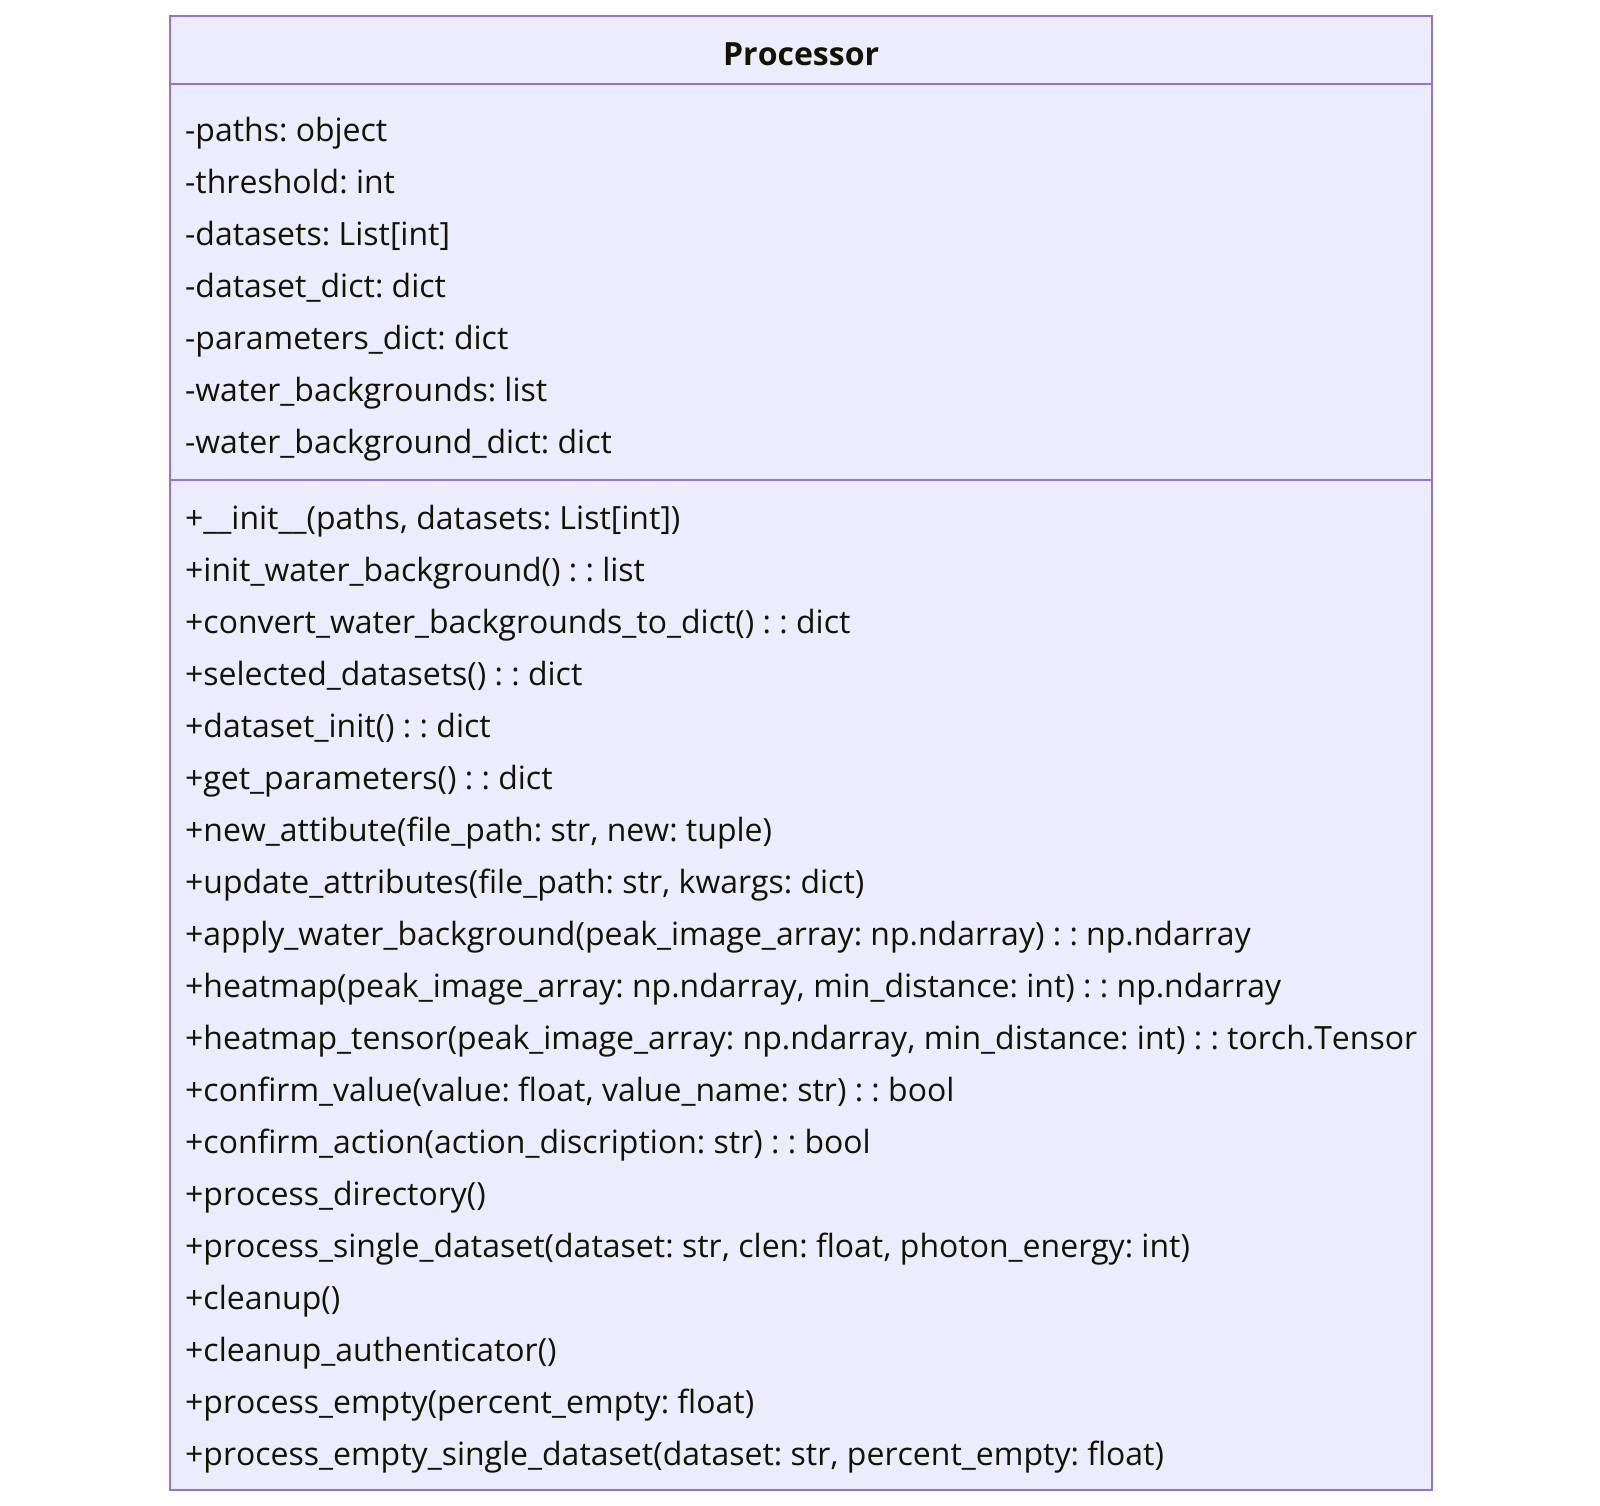 Processor
-paths: object
-threshold: int
-datasets: List[int]
-dataset_dict: dict
-parameters_dict: dict
-water_backgrounds: list
-water_background_dict: dict
+__init__(paths, datasets: List[int])
+init_water_background() : : list
+convert_water_backgrounds_to_dict() : : dict
+selected_datasets() : : dict
+dataset_init() : : dict
+get_parameters() : : dict
+new_attibute(file_path: str, new: tuple)
+update_attributes(file_path: str, kwargs: dict)
+apply_water_background(peak_image_array: np.ndarray) : : np.ndarray
+heatmap(peak_image_array: np.ndarray, min_distance: int) : : np.ndarray
+heatmap_tensor(peak_image_array: np.ndarray, min_distance: int) : : torch.Tensor
+confirm_value(value: float, value_name: str) : : bool
+confirm_action(action_discription: str) : : bool
+process_directory()
+process_single_dataset(dataset: str, clen: float, photon_energy: int)
+cleanup()
+cleanup_authenticator()
+process_empty(percent_empty: float)
+process_empty_single_dataset(dataset: str, percent_empty: float)